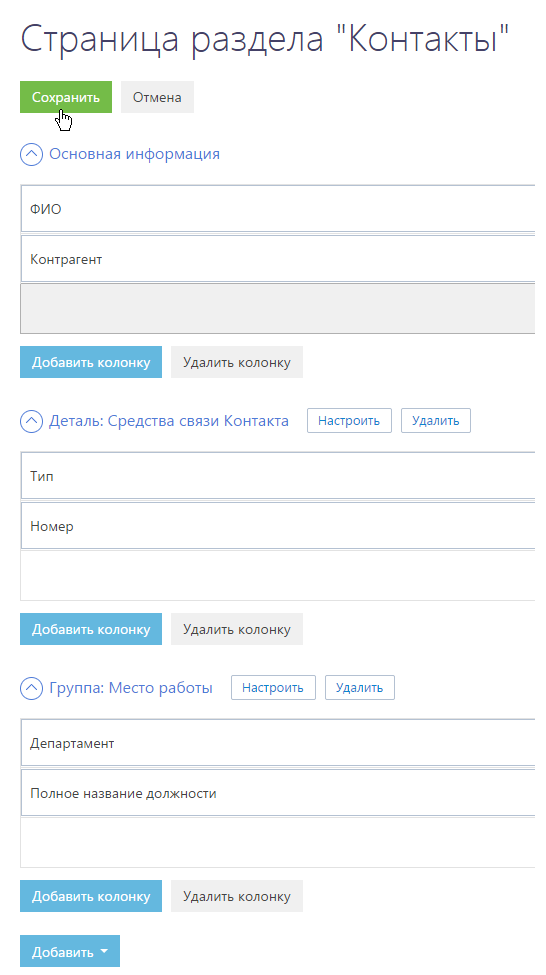 Страница раздела "Контакты"
Сохранить Отмена
Основная информация
ФИО
Контрагент
Добавить колонку Удалить колонку
Деталь: Средства связи Контакта Настроить Удалить
Тип
Номер
Добавить колонку Удалить колонку
Группа: Место работы Настроить Удалить
Департамент
Полное название должности
Добавить колонку Удалить колонку
Добавить